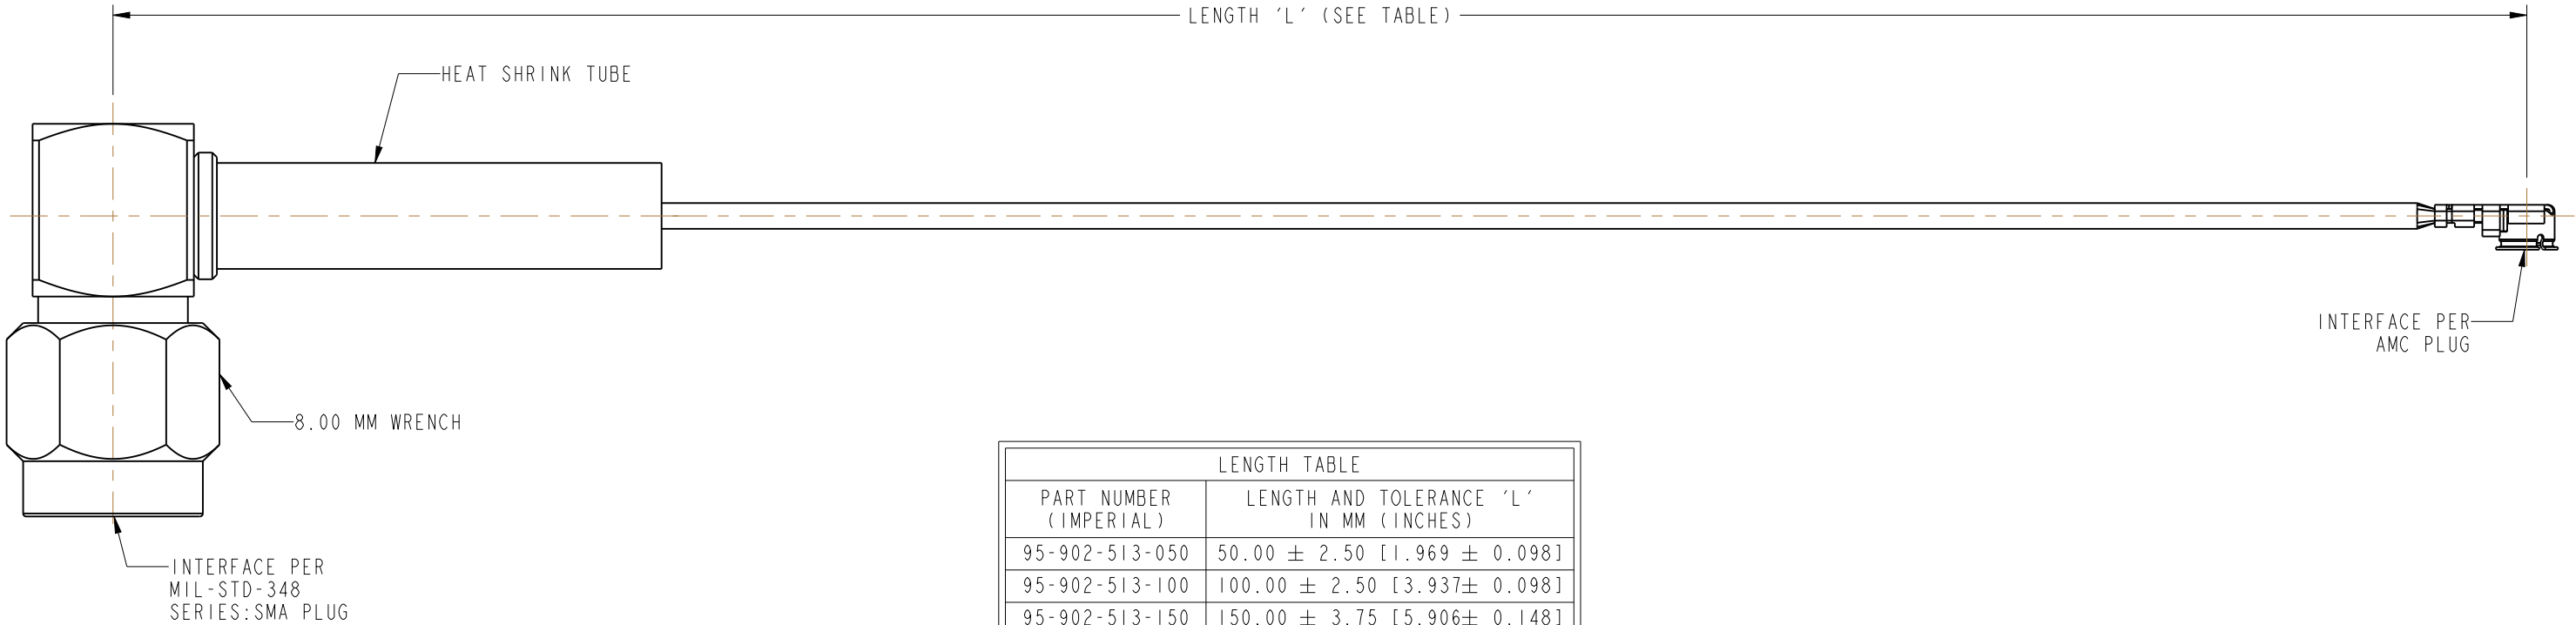 LENGTH 'L' (SEE TABLE)
HEAT SHRINK TUBE
INTERFACE PER
AMC PLUG
8.00 MM WRENCH
INTERFACE PER
MIL-STD-348
SERIES:SMA PLUG
LENGTH TABLE
PART NUMBER
(IMPERIAL)
LENGTH AND TOLERANCE 'L'
IN MM (INCHES)
95-902-513-050 50.00 ± 2.50 [1.969 ± 0.098]
95-902-513-100 100.00 ± 2.50 [3.937± 0.098]
95-902-513-150 150.00 ± 3.75 [5.906± 0.148]